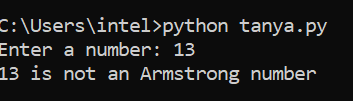 C:\Users\intel>python tanya.py
Enter a number: 13
13 is not an Armstrong number